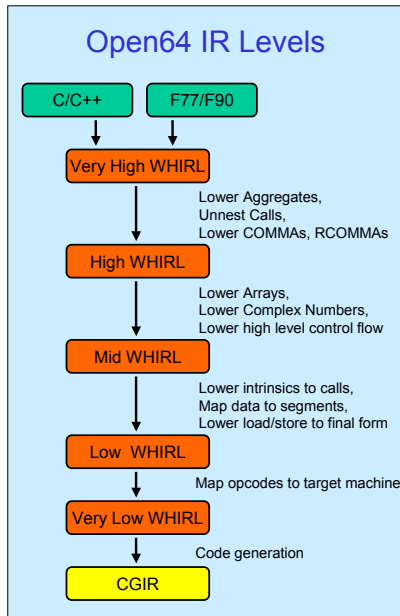 Open64 IR Levels
C/C++
F77/F90
Very High WHIRL
Lower Aggregates,
Unnest Calls,
Lower COMMAs, RCOMMAs
High WHIRL
Lower Arrays,
Lower Complex Numbers,
Lower high level control flow
Mid WHIRL
Lower intrinsics to calls,
Map data to segments,
Lower load/store to final form
Low WHIRL
Map opcodes to target machine
Very Low WHIRL
Code generation
CGIR